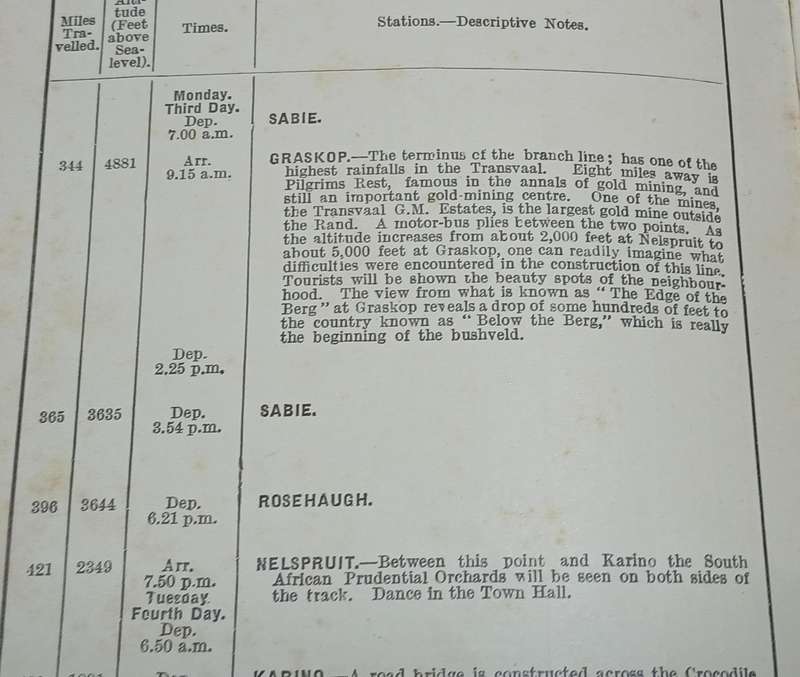 Miles
Tra-
velled.
Alti-
tude
(Feet
above
Sea-
level).
Times.
Stations.—Descriptive Notes.
Monday.
Third Day.
Dep.
7.00 a.m.
SABIE.
344
4881
Arr.
9.15 a.m.
GRASKOP.—The terminus of the branch line; has one of the
highest rainfalls in the Transvaal. Eight miles away is
Pilgrims Rest, famous in the annals of gold mining, and
still an important gold-mining centre. One of the mines,
the Transvaal G.M. Estates, is the largest gold mine outside
the Rand. A motor-bus plies between the two points. As
the altitude increases from about 2,000 feet at Nelspruit to
about 5,000 feet at Graskop, one can readily imagine what
difficulties were encountered in the construction of this line.
Tourists will be shown the beauty spots of the neighbour-
hood. The view from what is known as “The Edge of the
Berg” at Graskop reveals a drop of some hundreds of feet to
the country known as “Below the Berg,” which is really
the beginning of the bushveld.
Dep.
2.25 p.m.
365
3635
Dep.
3.54 p.m.
SABIE.
396
3644
Dep.
6.21 p.m.
ROSEHAUGH.
421
2349
Arr.
7.50 p.m.
Tuesday.
Fourth Day.
Dep.
6.50 a.m.
NELSPRUIT.—Between this point and Karino the South
African Prudential Orchards will be seen on both sides of
the track. Dance in the Town Hall.
KARINO.—A road bridge is constructed across the Crocodile